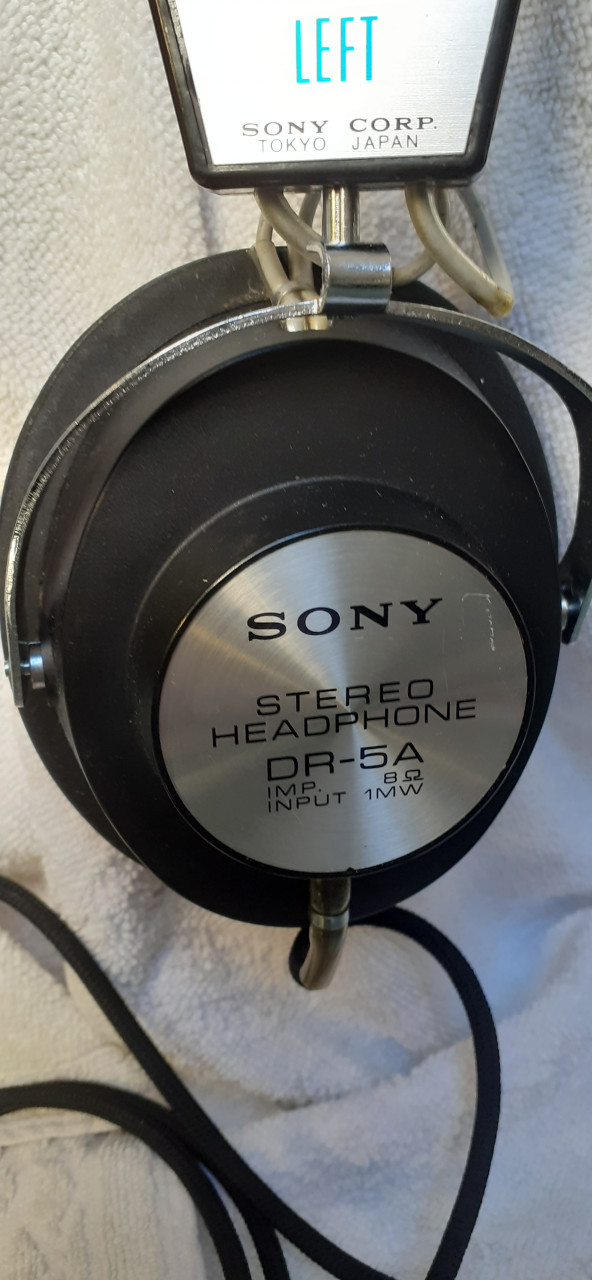 LEFT
SONY CORP.
TOKYO JAPAN
SONY
STEREO
HEADPHONE
DR-5A
IMP. 8Ω
INPUT 1MW